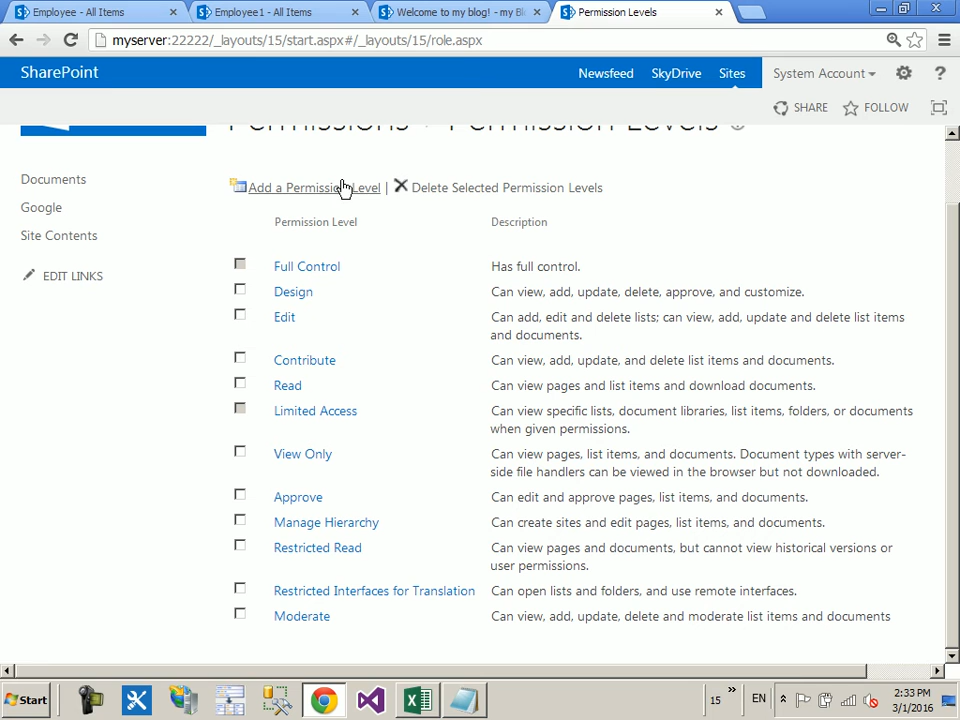 Employee - All Items
Employee1 - All Items
Welcome to my blog! - my Bl
Permission Levels
myserver:22222/_layouts/15/start.aspx#/_layouts/15/role.aspx
SharePoint
Newsfeed SkyDrive Sites System Account
SHARE FOLLOW
Permissions Permission Levels
Documents
Google
Site Contents
EDIT LINKS
Add a Permission Level | Delete Selected Permission Levels
Permission Level Description
Full Control Has full control.
Design Can view, add, update, delete, approve, and customize.
Edit Can add, edit and delete lists; can view, add, update and delete list items
and documents.
Contribute Can view, add, update, and delete list items and documents.
Read Can view pages and list items and download documents.
Limited Access Can view specific lists, document libraries, list items, folders, or documents
when given permissions.
View Only Can view pages, list items, and documents. Document types with server-
side file handlers can be viewed in the browser but not downloaded.
Approve Can edit and approve pages, list items, and documents.
Manage Hierarchy Can create sites and edit pages, list items, and documents.
Restricted Read Can view pages and documents, but cannot view historical versions or
user permissions.
Restricted Interfaces for Translation Can open lists and folders, and use remote interfaces.
Moderate Can view, add, update, delete and moderate list items and documents
Start
15 » EN
2:33 PM
3/1/2016